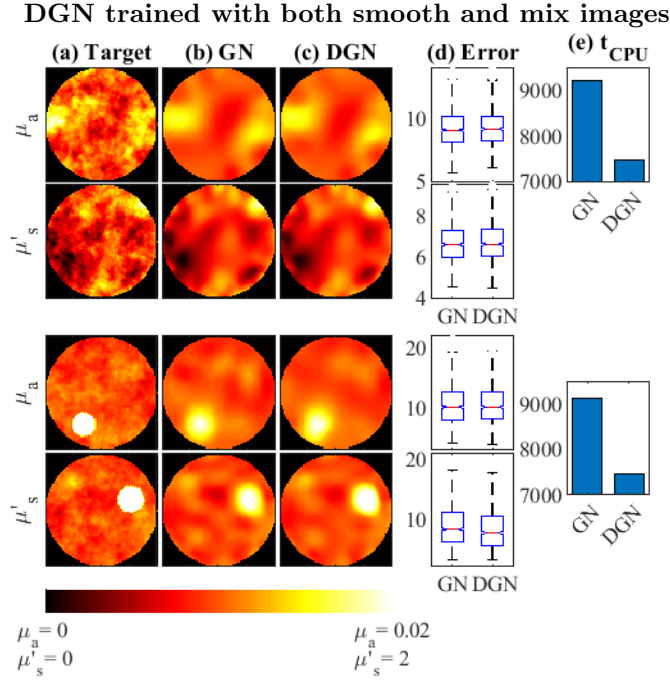 DGN trained with both smooth and mix images
(a) Target (b) GN (c) DGN (d) Error (e) t_CPU
μ_a
10
5
9000
8000
7000
GN DGN
μ'_s
8
6
4
GN DGN
μ_a
20
10
9000
8000
7000
GN DGN
μ'_s
20
10
GN DGN
μ_a = 0 μ_a = 0.02
μ'_s = 0 μ'_s = 2